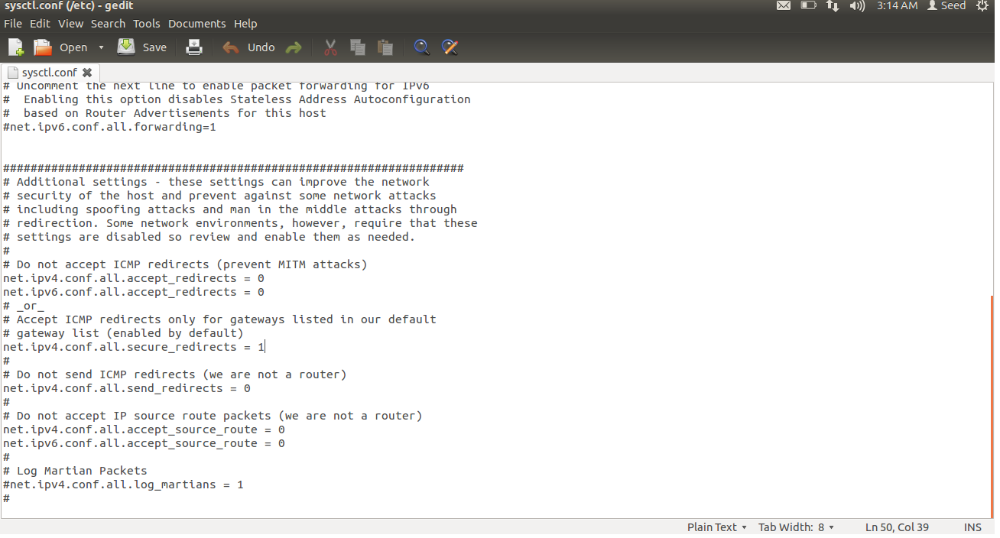 sysctl.conf (/etc) - gedit
3:14 AM Seed
File Edit View Search Tools Documents Help
Open Save Undo
sysctl.conf
# Uncomment the next line to enable packet forwarding for IPv6
#  Enabling this option disables Stateless Address Autoconfiguration
#  based on Router Advertisements for this host
#net.ipv6.conf.all.forwarding=1
###################################################################
# Additional settings - these settings can improve the network
# security of the host and prevent against some network attacks
# including spoofing attacks and man in the middle attacks through
# redirection. Some network environments, however, require that these
# settings are disabled so review and enable them as needed.
#
# Do not accept ICMP redirects (prevent MITM attacks)
net.ipv4.conf.all.accept_redirects = 0
net.ipv6.conf.all.accept_redirects = 0
# _or_
# Accept ICMP redirects only for gateways listed in our default
# gateway list (enabled by default)
net.ipv4.conf.all.secure_redirects = 1
#
# Do not send ICMP redirects (we are not a router)
net.ipv4.conf.all.send_redirects = 0
#
# Do not accept IP source route packets (we are not a router)
net.ipv4.conf.all.accept_source_route = 0
net.ipv6.conf.all.accept_source_route = 0
#
# Log Martian Packets
#net.ipv4.conf.all.log_martians = 1
#
Plain Text Tab Width: 8 Ln 50, Col 39 INS